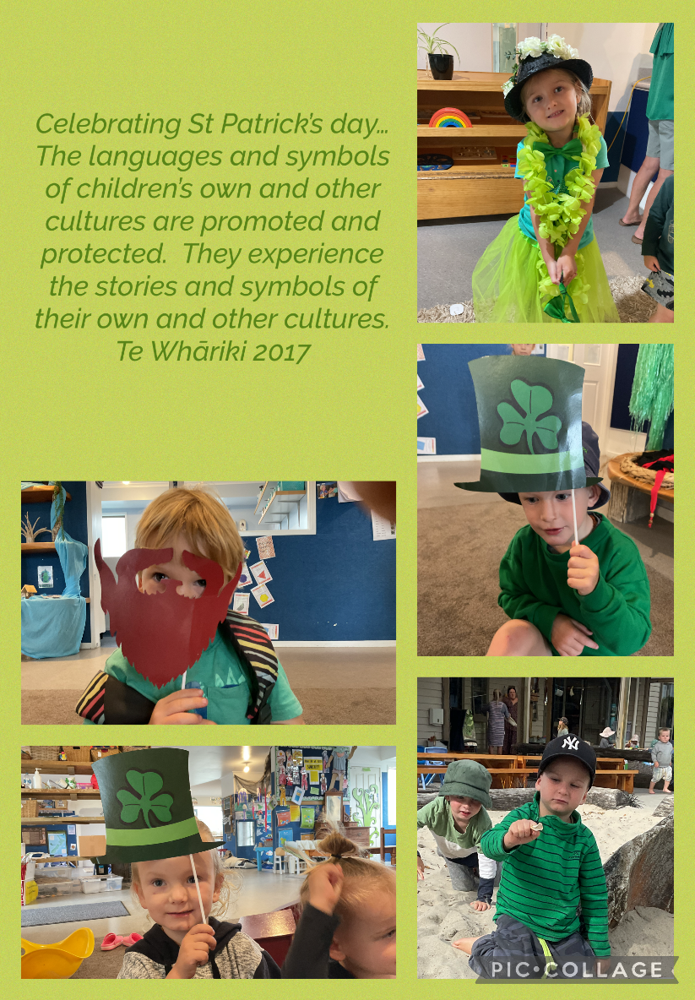 Celebrating St Patrick's day...
The languages and symbols
of children's own and other
cultures are promoted and
protected.  They experience
the stories and symbols of
their own and other cultures.
Te Whāriki 2017
NY
PIC•COLLAGE